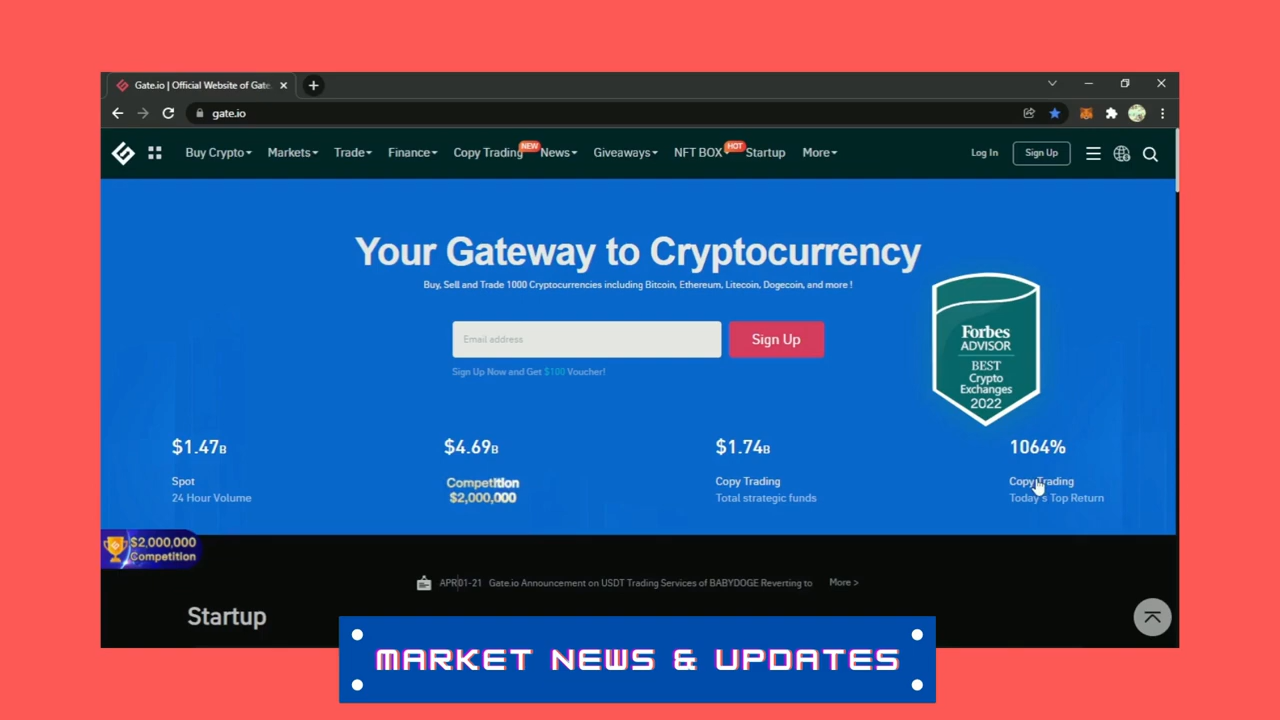 Gate.io | Official Website of Gate.
gate.io
Buy Crypto Markets Trade Finance Copy Trading NEW News Giveaways NFT BOX HOT Startup More Log In Sign Up
Your Gateway to Cryptocurrency
Buy, Sell and Trade 1000 Cryptocurrencies including Bitcoin, Ethereum, Litecoin, Dogecoin, and more !
Email address Sign Up
Sign Up Now and Get $100 Voucher!
Forbes
ADVISOR
BEST
Crypto
Exchanges
2022
$1.47B $4.69B $1.74B 1064%
Spot Competition Copy Trading Copy Trading
24 Hour Volume $2,000,000 Total strategic funds Today's Top Return
$2,000,000
Competition
APR01-21 Gate.io Announcement on USDT Trading Services of BABYDOGE Reverting to More >
Startup
MARKET NEWS & UPDATES